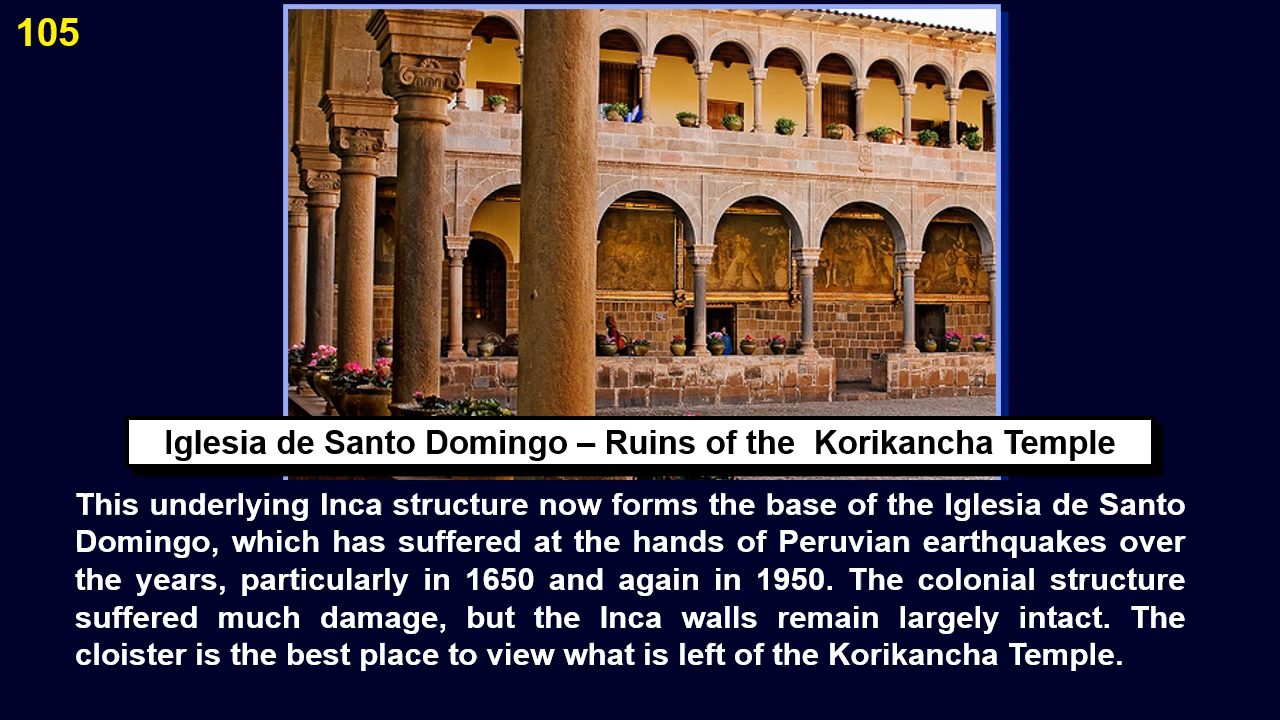 105
Iglesia de Santo Domingo – Ruins of the  Korikancha Temple
This underlying Inca structure now forms the base of the Iglesia de Santo
Domingo, which has suffered at the hands of Peruvian earthquakes over
the years, particularly in 1650 and again in 1950. The colonial structure
suffered much damage, but the Inca walls remain largely intact. The
cloister is the best place to view what is left of the Korikancha Temple.